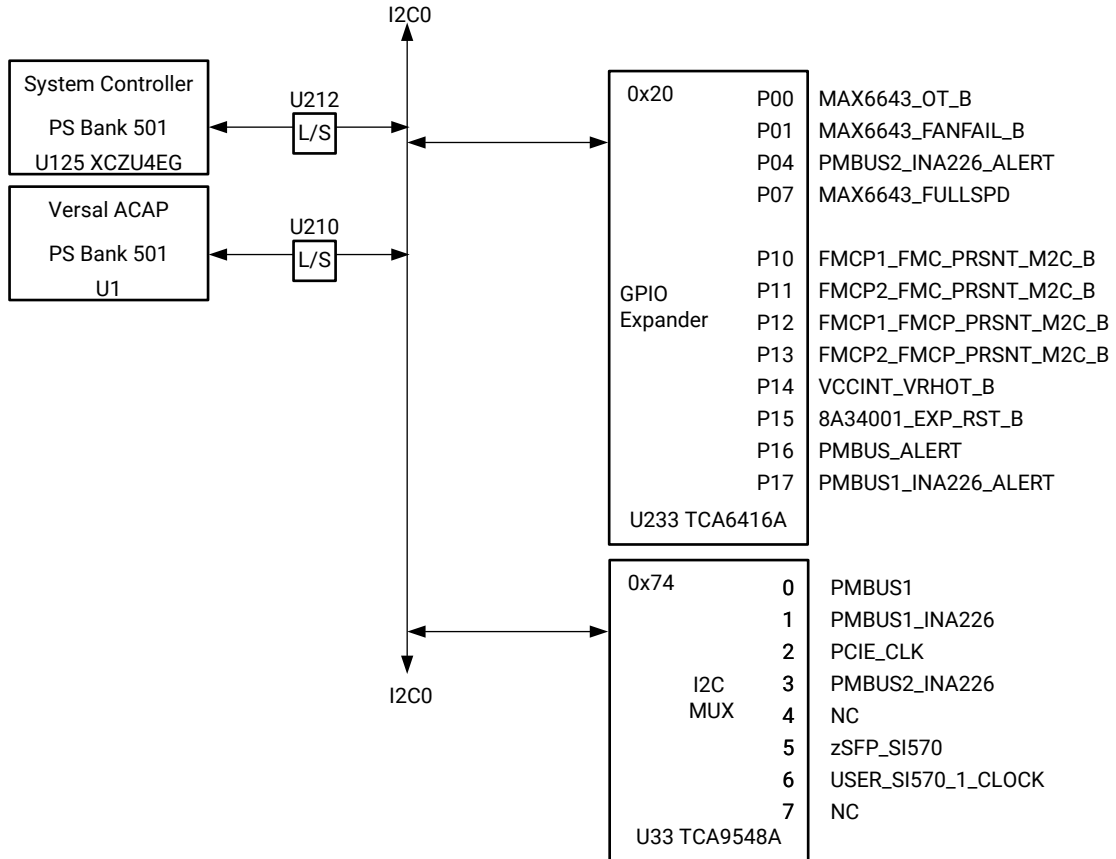 I2C0
System Controller
PS Bank 501
U125 XCZU4EG
U212
L/S
Versal ACAP
PS Bank 501
U1
U210
L/S
0x20
P00 MAX6643_OT_B
P01 MAX6643_FANFAIL_B
P04 PMBUS2_INA226_ALERT
P07 MAX6643_FULLSPD
P10 FMCP1_FMC_PRSNT_M2C_B
P11 FMCP2_FMC_PRSNT_M2C_B
P12 FMCP1_FMCP_PRSNT_M2C_B
P13 FMCP2_FMCP_PRSNT_M2C_B
P14 VCCINT_VRHOT_B
P15 8A34001_EXP_RST_B
P16 PMBUS_ALERT
P17 PMBUS1_INA226_ALERT
GPIO
Expander
U233 TCA6416A
0x74
0 PMBUS1
1 PMBUS1_INA226
2 PCIE_CLK
3 PMBUS2_INA226
4 NC
5 zSFP_SI570
6 USER_SI570_1_CLOCK
7 NC
I2C
MUX
U33 TCA9548A
I2C0